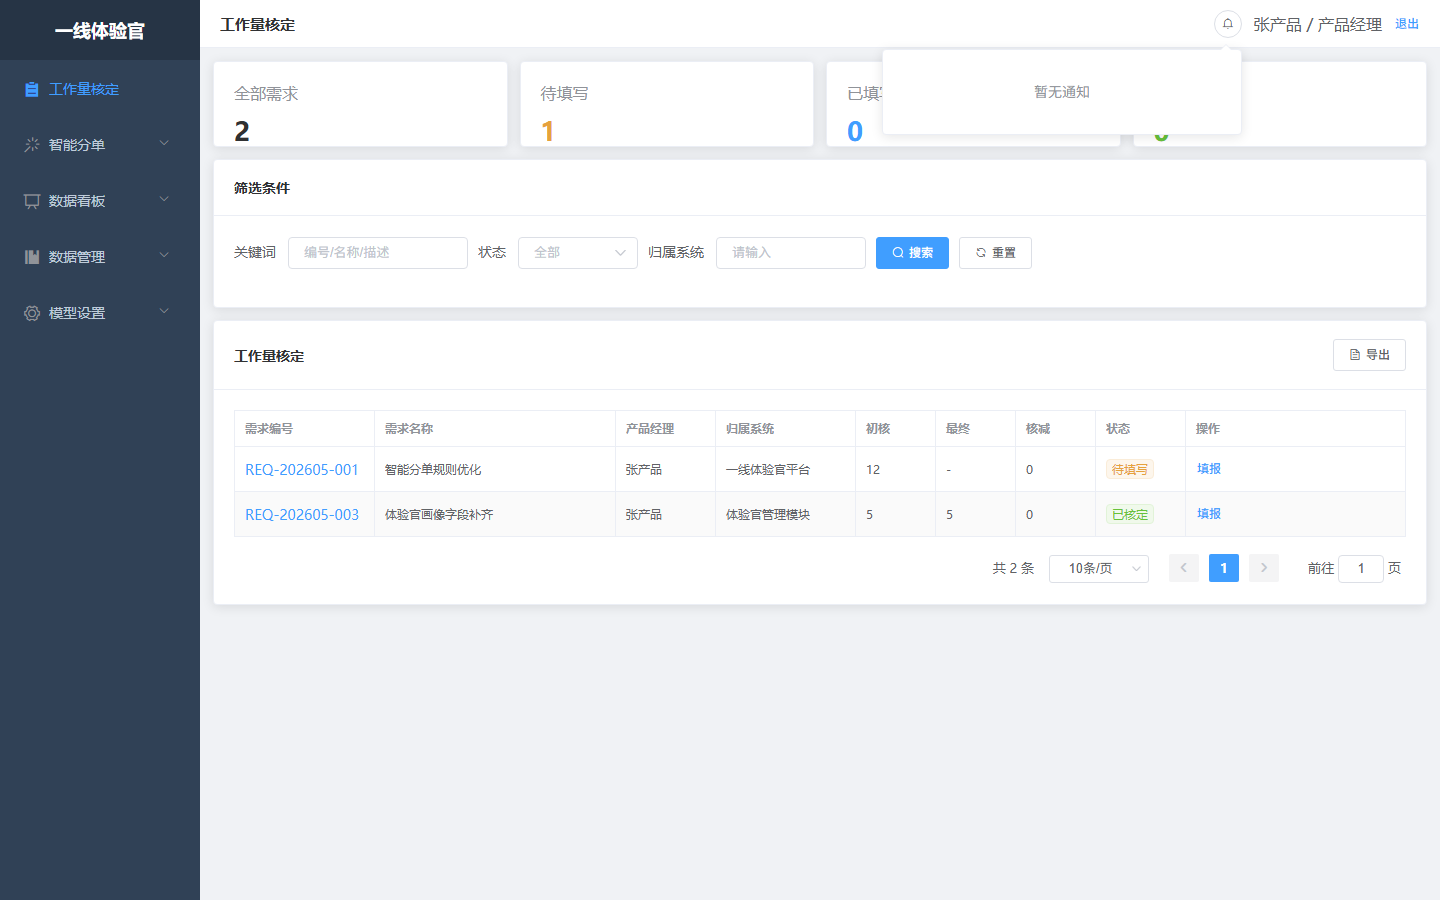 一线体验官
工作量核定
智能分单
数据看板
数据管理
模型设置
工作量核定
张产品 / 产品经理 退出
暂无通知
全部需求
2
待填写
1
已填
0
筛选条件
关键词 编号/名称/描述 状态 全部 归属系统 请输入 搜索 重置
工作量核定 导出
需求编号 需求名称 产品经理 归属系统 初核 最终 核减 状态 操作
REQ-202605-001 智能分单规则优化 张产品 一线体验官平台 12 - 0 待填写 填报
REQ-202605-003 体验官画像字段补齐 张产品 体验官管理模块 5 5 0 已核定 填报
共 2 条 10条/页 1 前往 1 页